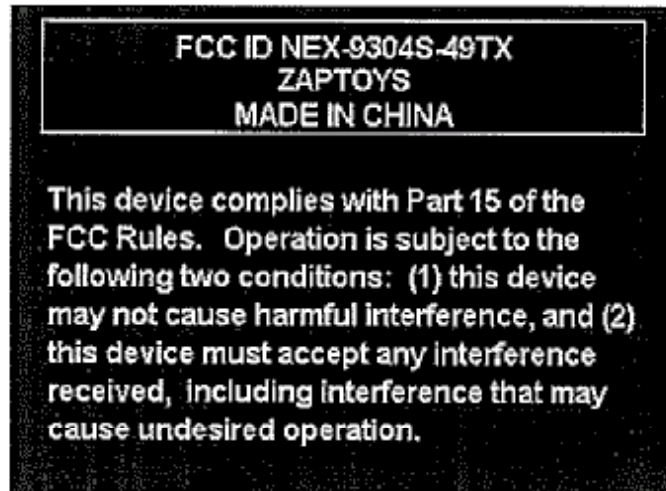 FCC ID NEX-9304S-49TX
ZAPTOYS
MADE IN CHINA
This device complies with Part 15 of the
FCC Rules. Operation is subject to the
following two conditions: (1) this device
may not cause harmful interference, and (2)
this device must accept any interference
received, including interference that may
cause undesired operation.